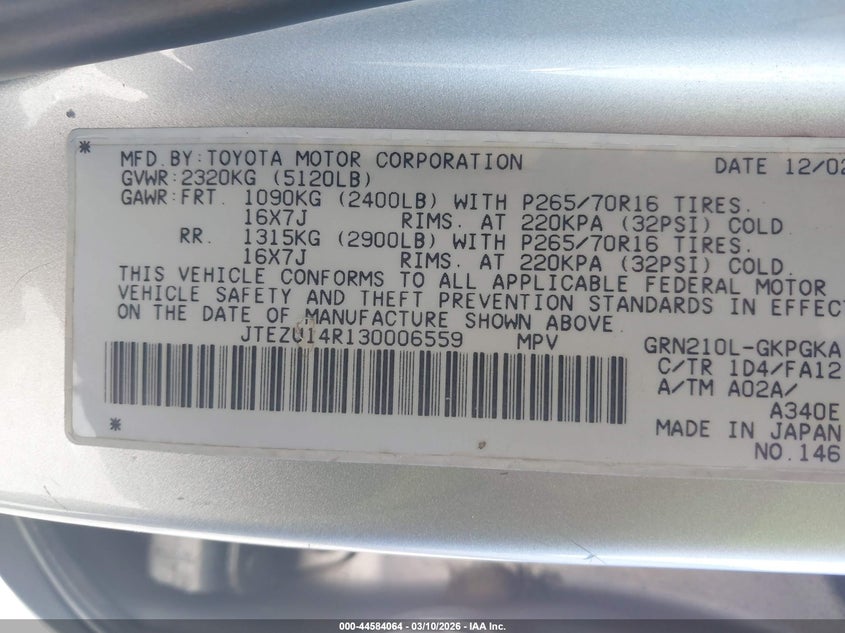 *
MFD.BY:TOYOTA MOTOR CORPORATION DATE 12/02
GVWR:2320KG (5120LB)
GAWR:FRT. 1090KG (2400LB) WITH P265/70R16 TIRES.
16X7J RIMS. AT 220KPA (32PSI) COLD
RR. 1315KG (2900LB) WITH P265/70R16 TIRES.
16X7J RIMS. AT 220KPA (32PSI) COLD.
THIS VEHICLE CONFORMS TO ALL APPLICABLE FEDERAL MOTOR
VEHICLE SAFETY AND THEFT PREVENTION STANDARDS IN EFFECT
ON THE DATE OF MANUFACTURE SHOWN ABOVE.
JTEZU14R130006559 MPV GRN210L-GKPGKA
C/TR 1D4/FA12
A/TM A02A/
A340E
* MADE IN JAPAN
NO.146
000-44584064 | 03/10/2026 | IAA Inc.